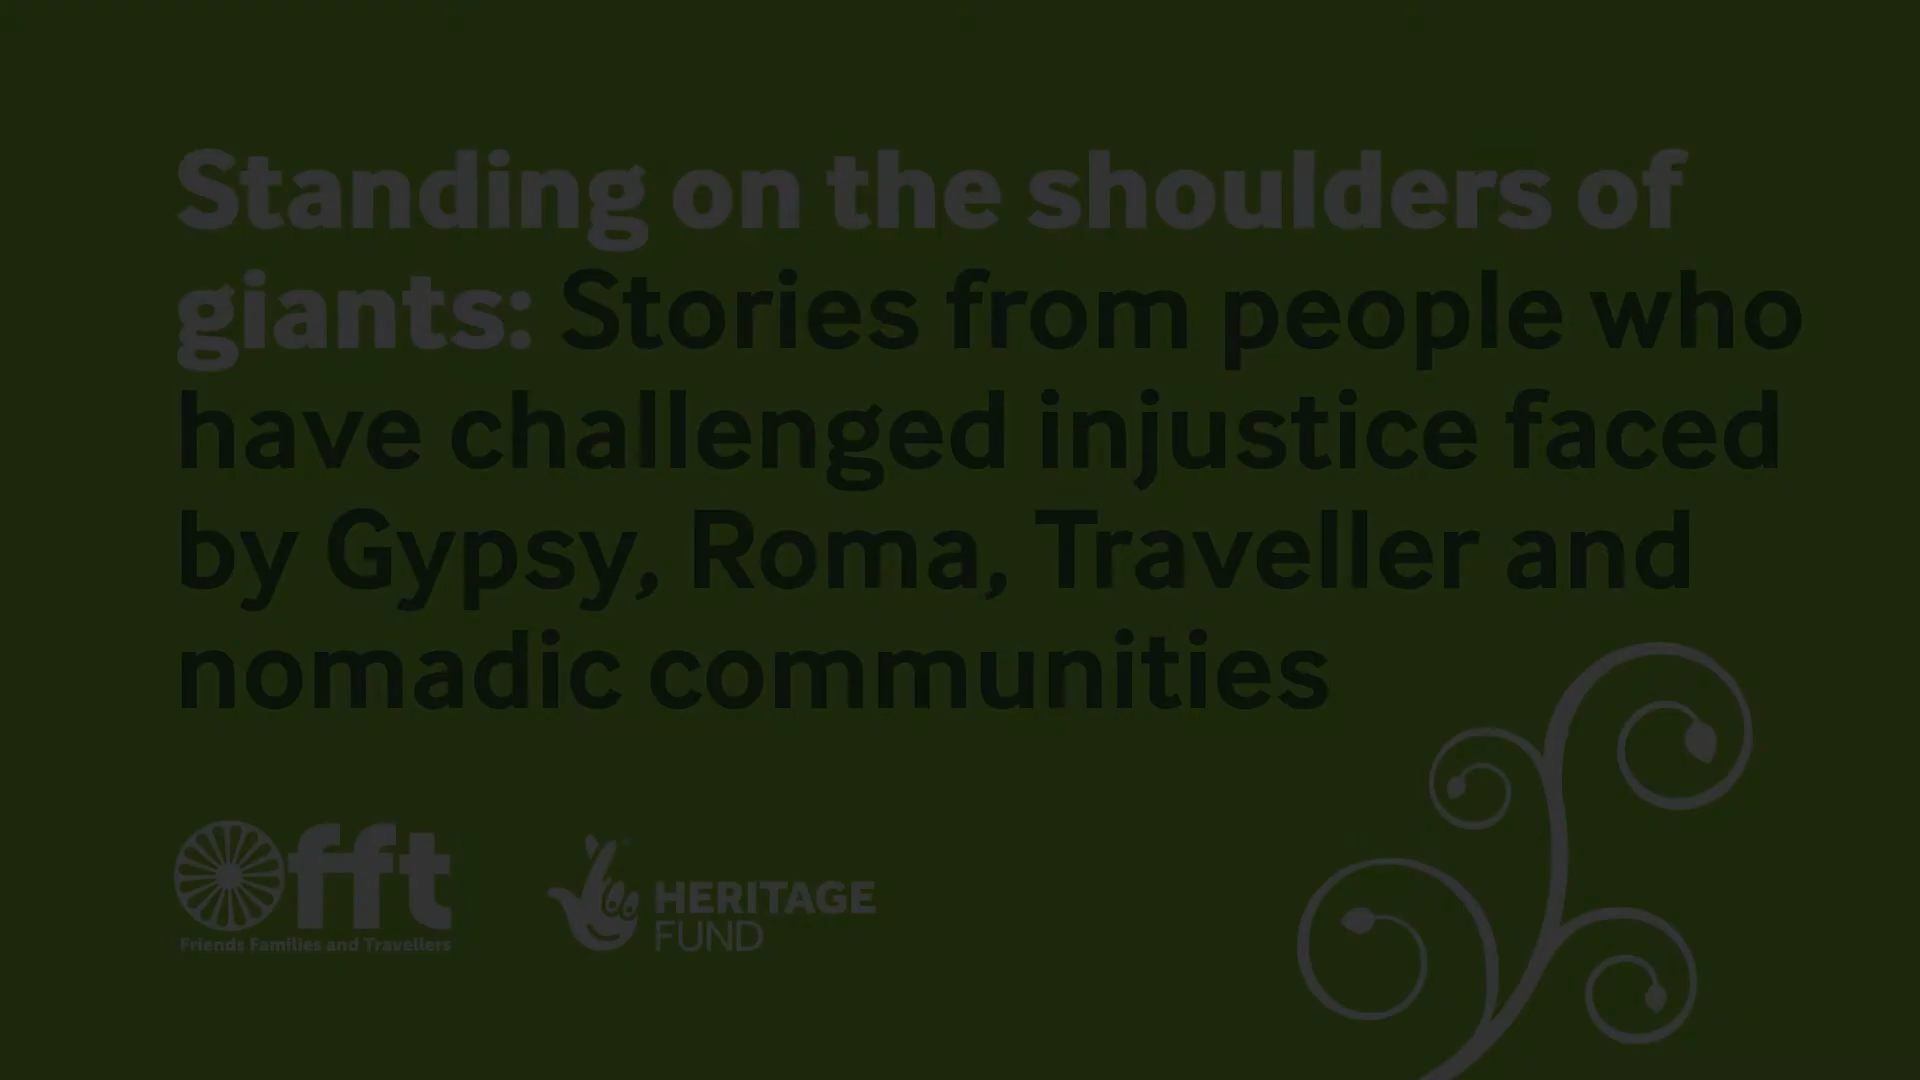 Standing on the shoulders of
giants: Stories from people who
have challenged injustice faced
by Gypsy, Roma, Traveller and
nomadic communities
fft
Friends Families and Travellers
HERITAGE
FUND